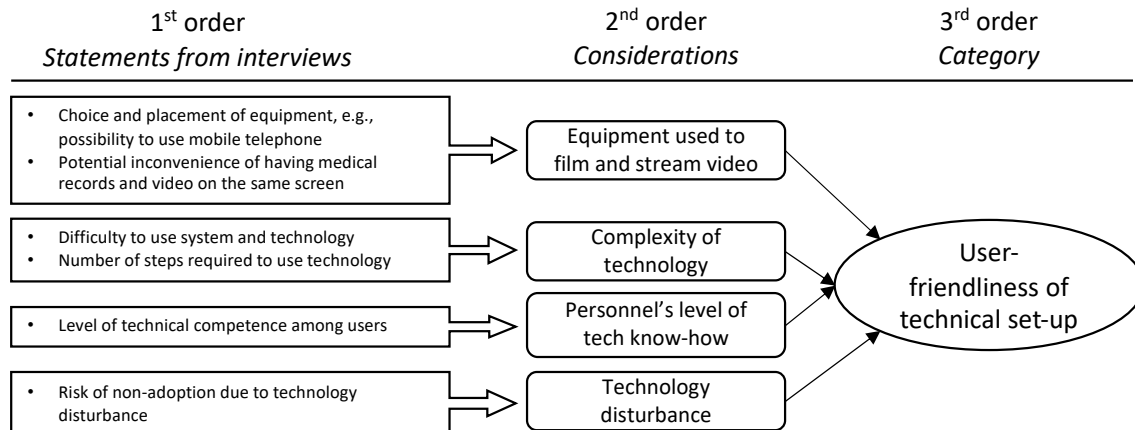 1st order
Statements from interviews
2nd order
Considerations
3rd order
Category
• Choice and placement of equipment, e.g.,
possibility to use mobile telephone
• Potential inconvenience of having medical
records and video on the same screen
Equipment used to
film and stream video
• Difficulty to use system and technology
• Number of steps required to use technology
Complexity of
technology
• Level of technical competence among users
Personnel’s level of
tech know-how
• Risk of non-adoption due to technology
disturbance
Technology
disturbance
User-
friendliness of
technical set-up